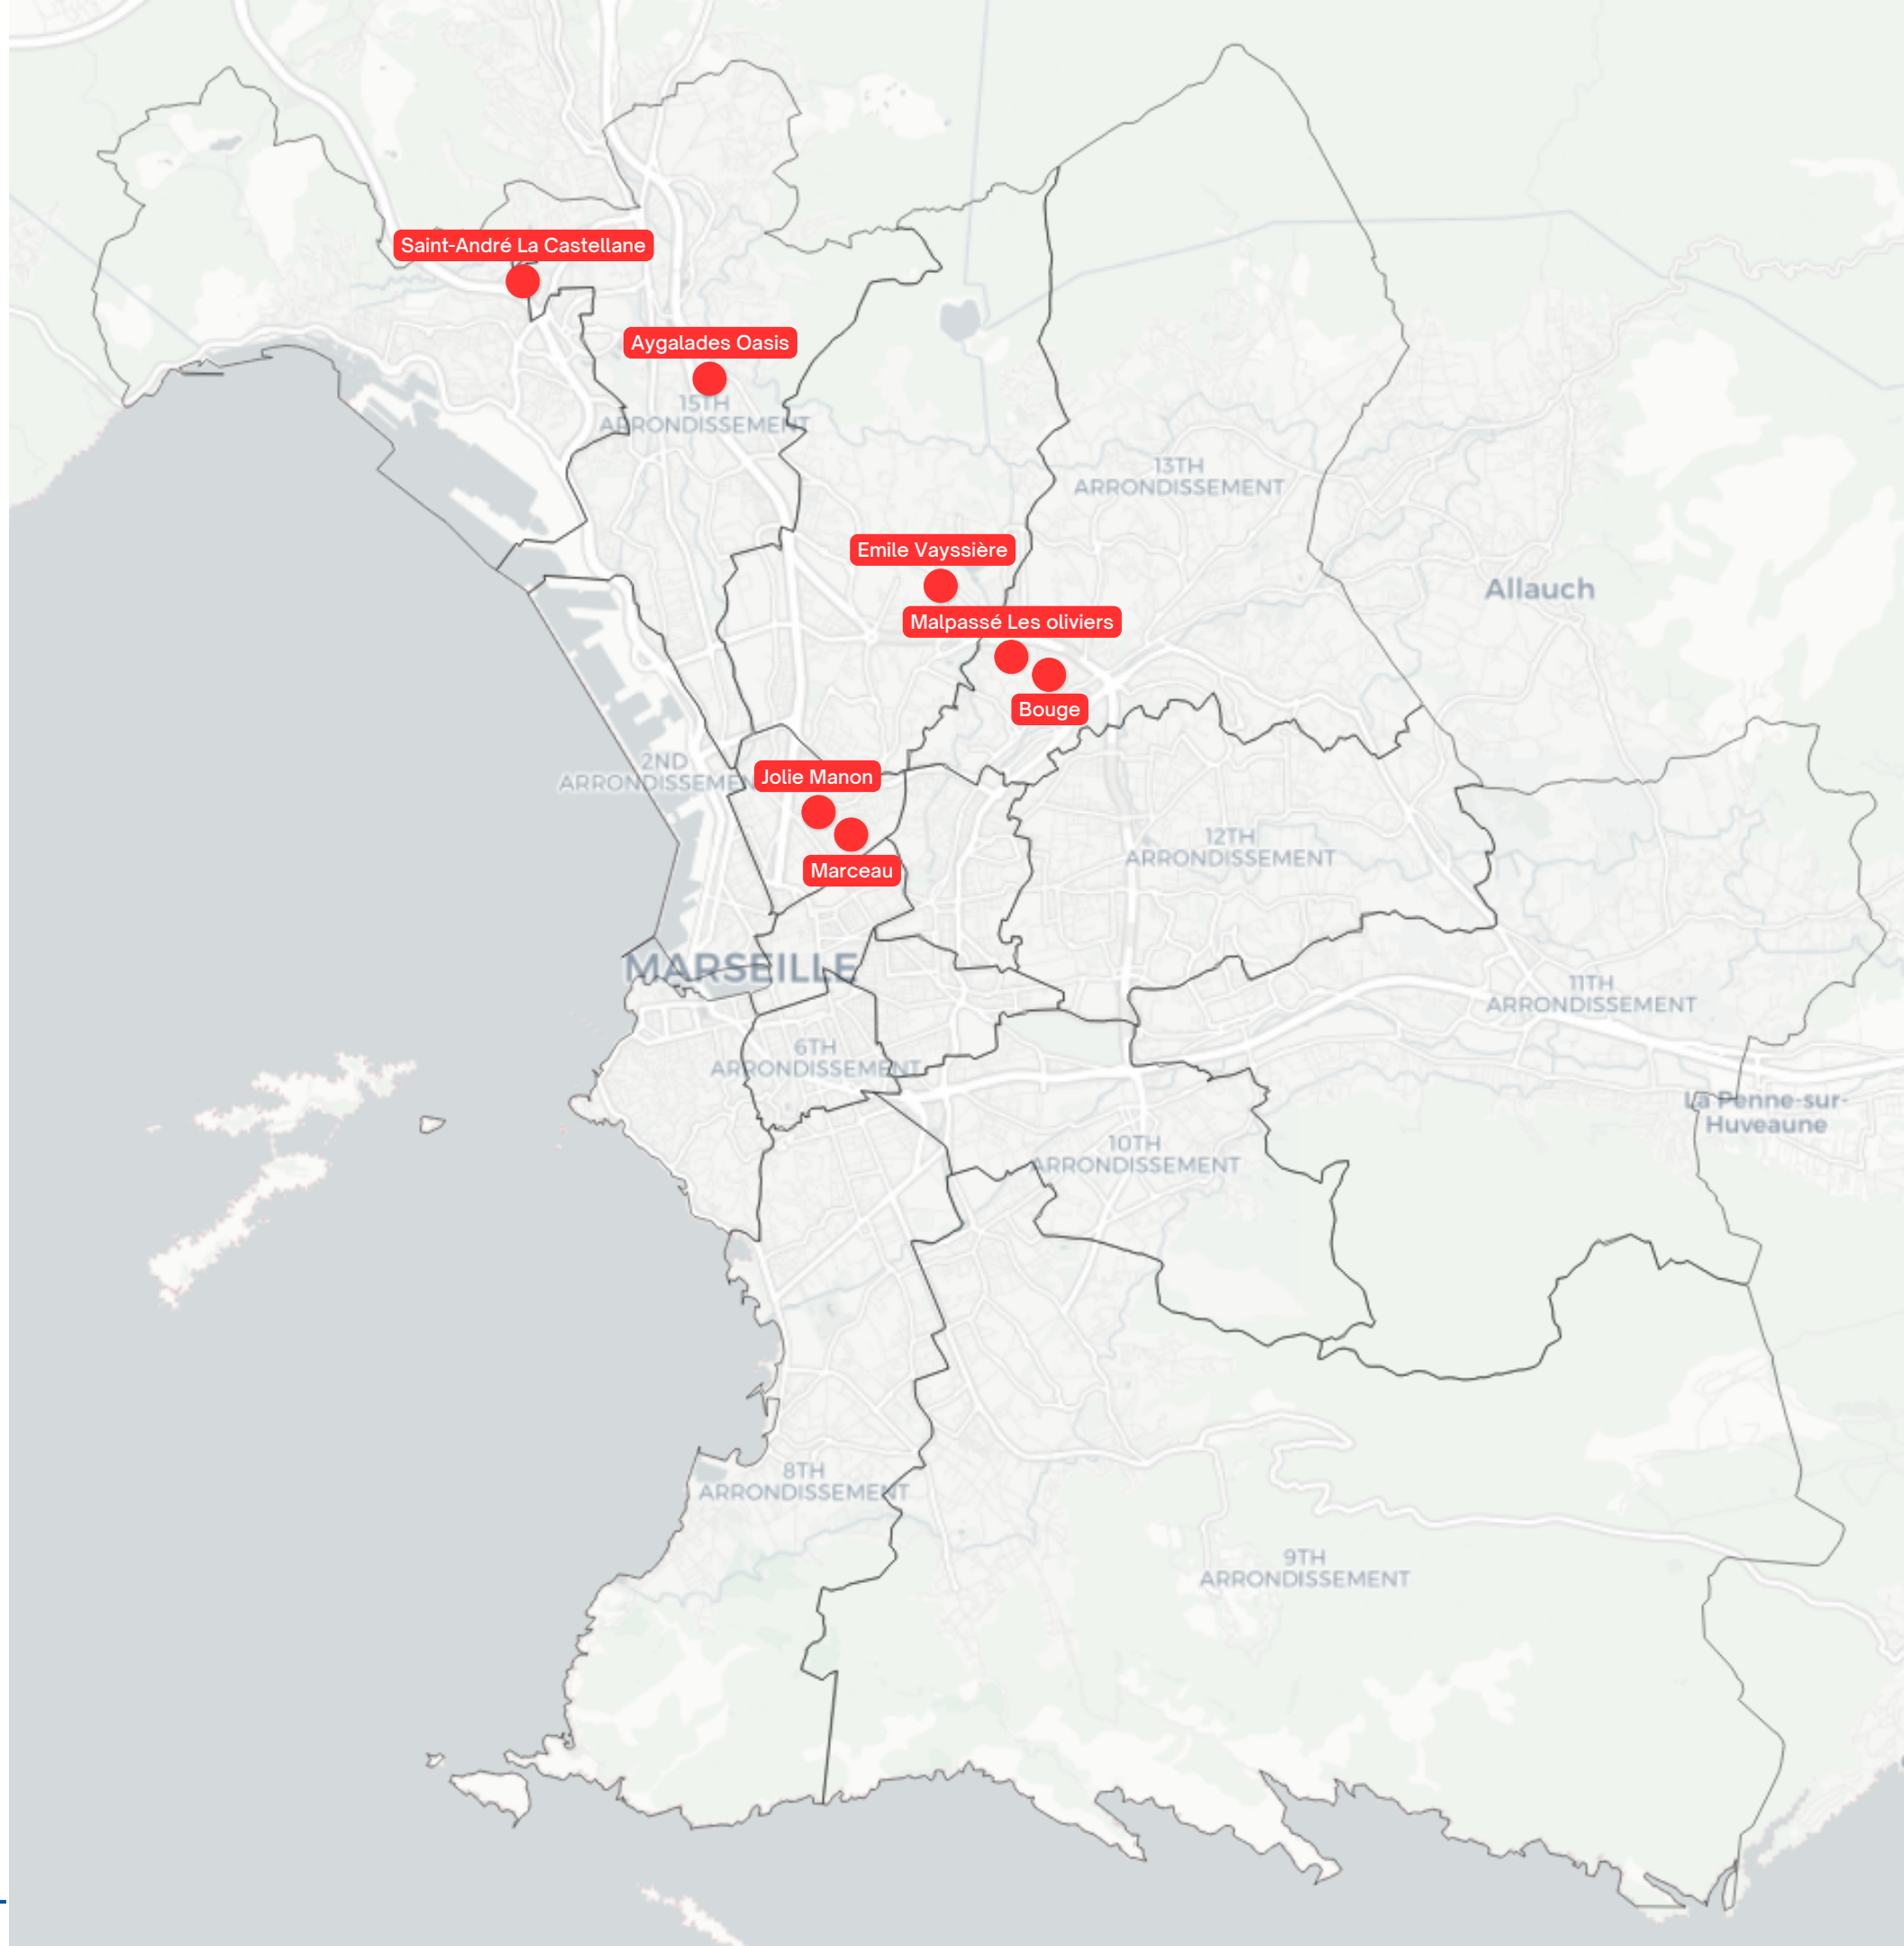 Saint-André La Castellane
Aygalades Oasis
15TH
ARRONDISSEMENT
13TH
ARRONDISSEMENT
Emile Vayssière
Allauch
Malpassé Les oliviers
Bouge
2ND
ARRONDISSEMEN
Jolie Manon
12TH
ARRONDISSEMENT
Marceau
MARSEILLE
11TH
ARRONDISSEMENT
6TH
ARRONDISSEMENT
La Penne-sur-
Huveaune
10TH
ARRONDISSEMENT
8TH
ARRONDISSEMENT
9TH
ARRONDISSEMENT